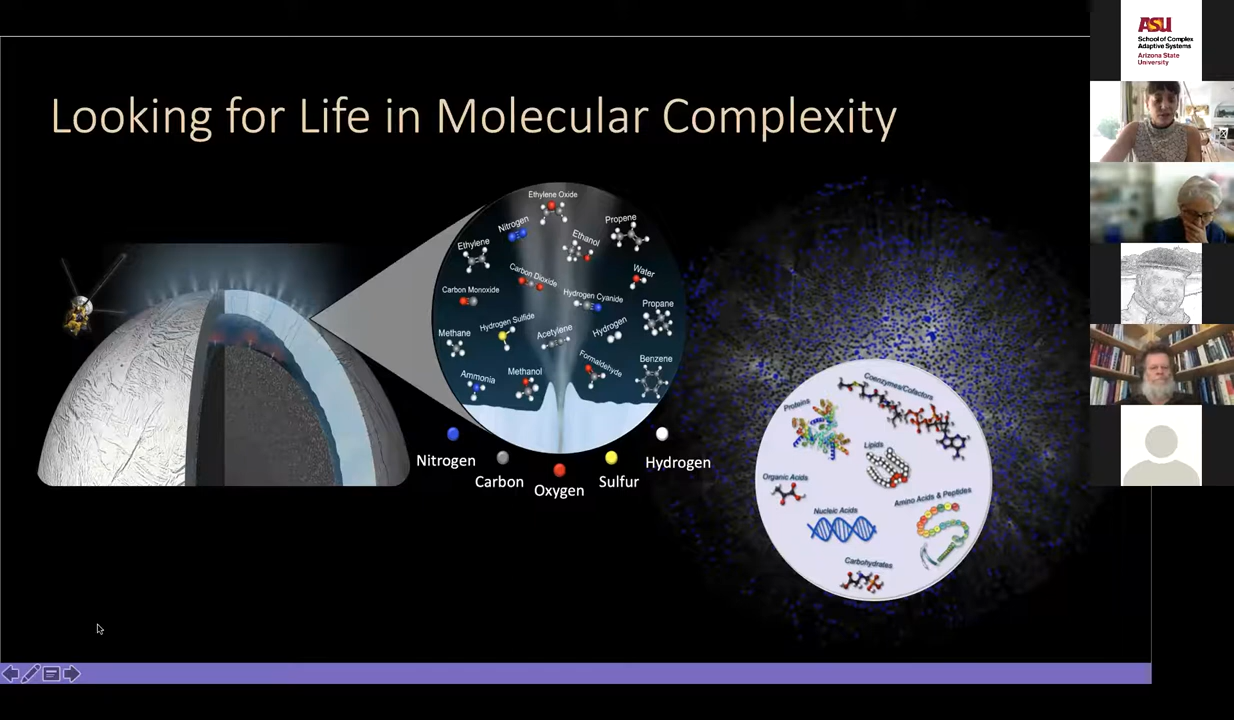 Looking for Life in Molecular Complexity
Ethylene Oxide
Nitrogen
Propene
Ethylene
Ethanol
Carbon Dioxide
Water
Carbon Monoxide
Hydrogen Cyanide
Propane
Methane
Hydrogen Sulfide
Acetylene
Hydrogen
Formaldehyde
Benzene
Ammonia
Methanol
Nitrogen
Carbon
Oxygen
Sulfur
Hydrogen
Coenzymes/Cofactors
Proteins
Lipids
Organic Acids
Amino Acids & Peptides
Nucleic Acids
Carbohydrates
ASU
School of Complex
Adaptive Systems
Arizona State
University